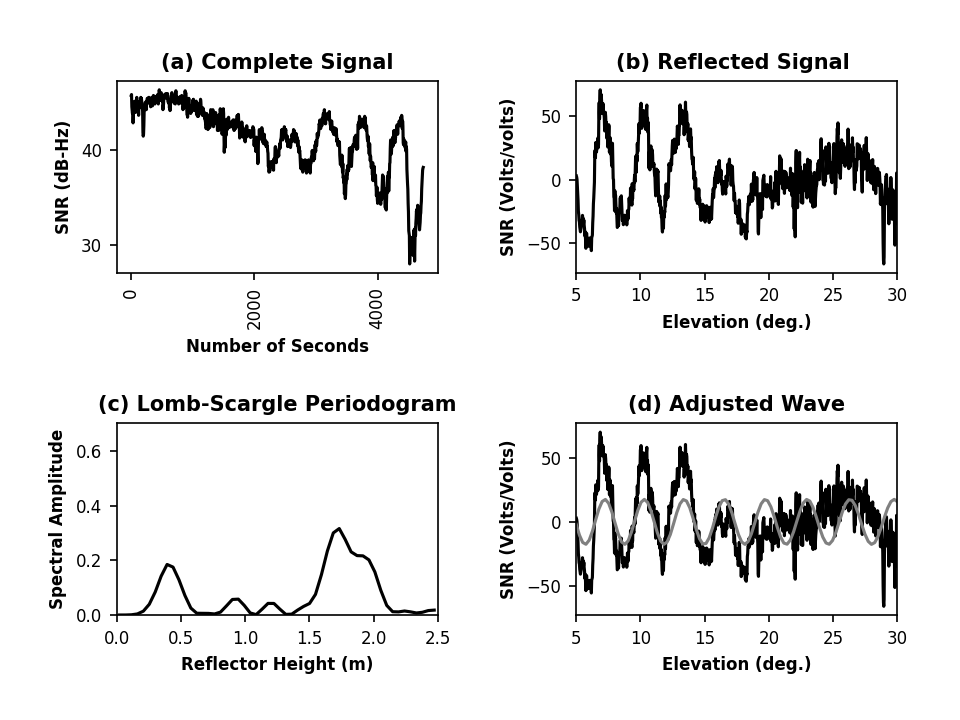 (a) Complete Signal
SNR (dB-Hz)
40
30
0
2000
4000
Number of Seconds
(b) Reflected Signal
SNR (Volts/volts)
50
0
−50
5 10 15 20 25 30
Elevation (deg.)
(c) Lomb-Scargle Periodogram
Spectral Amplitude
0.6
0.4
0.2
0.0
0.0 0.5 1.0 1.5 2.0 2.5
Reflector Height (m)
(d) Adjusted Wave
SNR (Volts/Volts)
50
0
−50
5 10 15 20 25 30
Elevation (deg.)